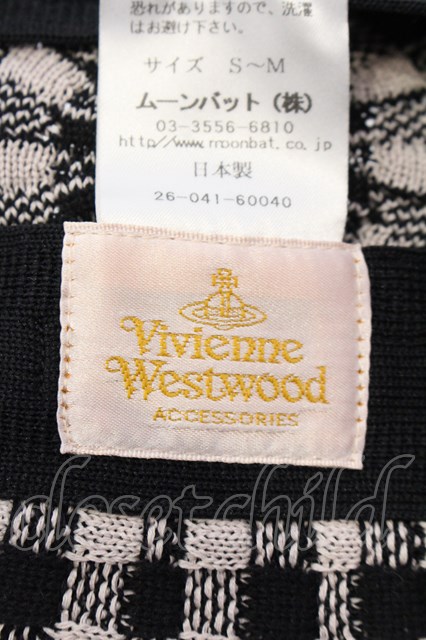 恐れがありますので、洗濯
はお避け下さい。
サイズ S～M
ムーンバット(株)
03-3556-6810
http://www.moonbat.co.jp
日本製
26-041-60040
Vivienne
Westwood
ACCESSORIES
closetchild